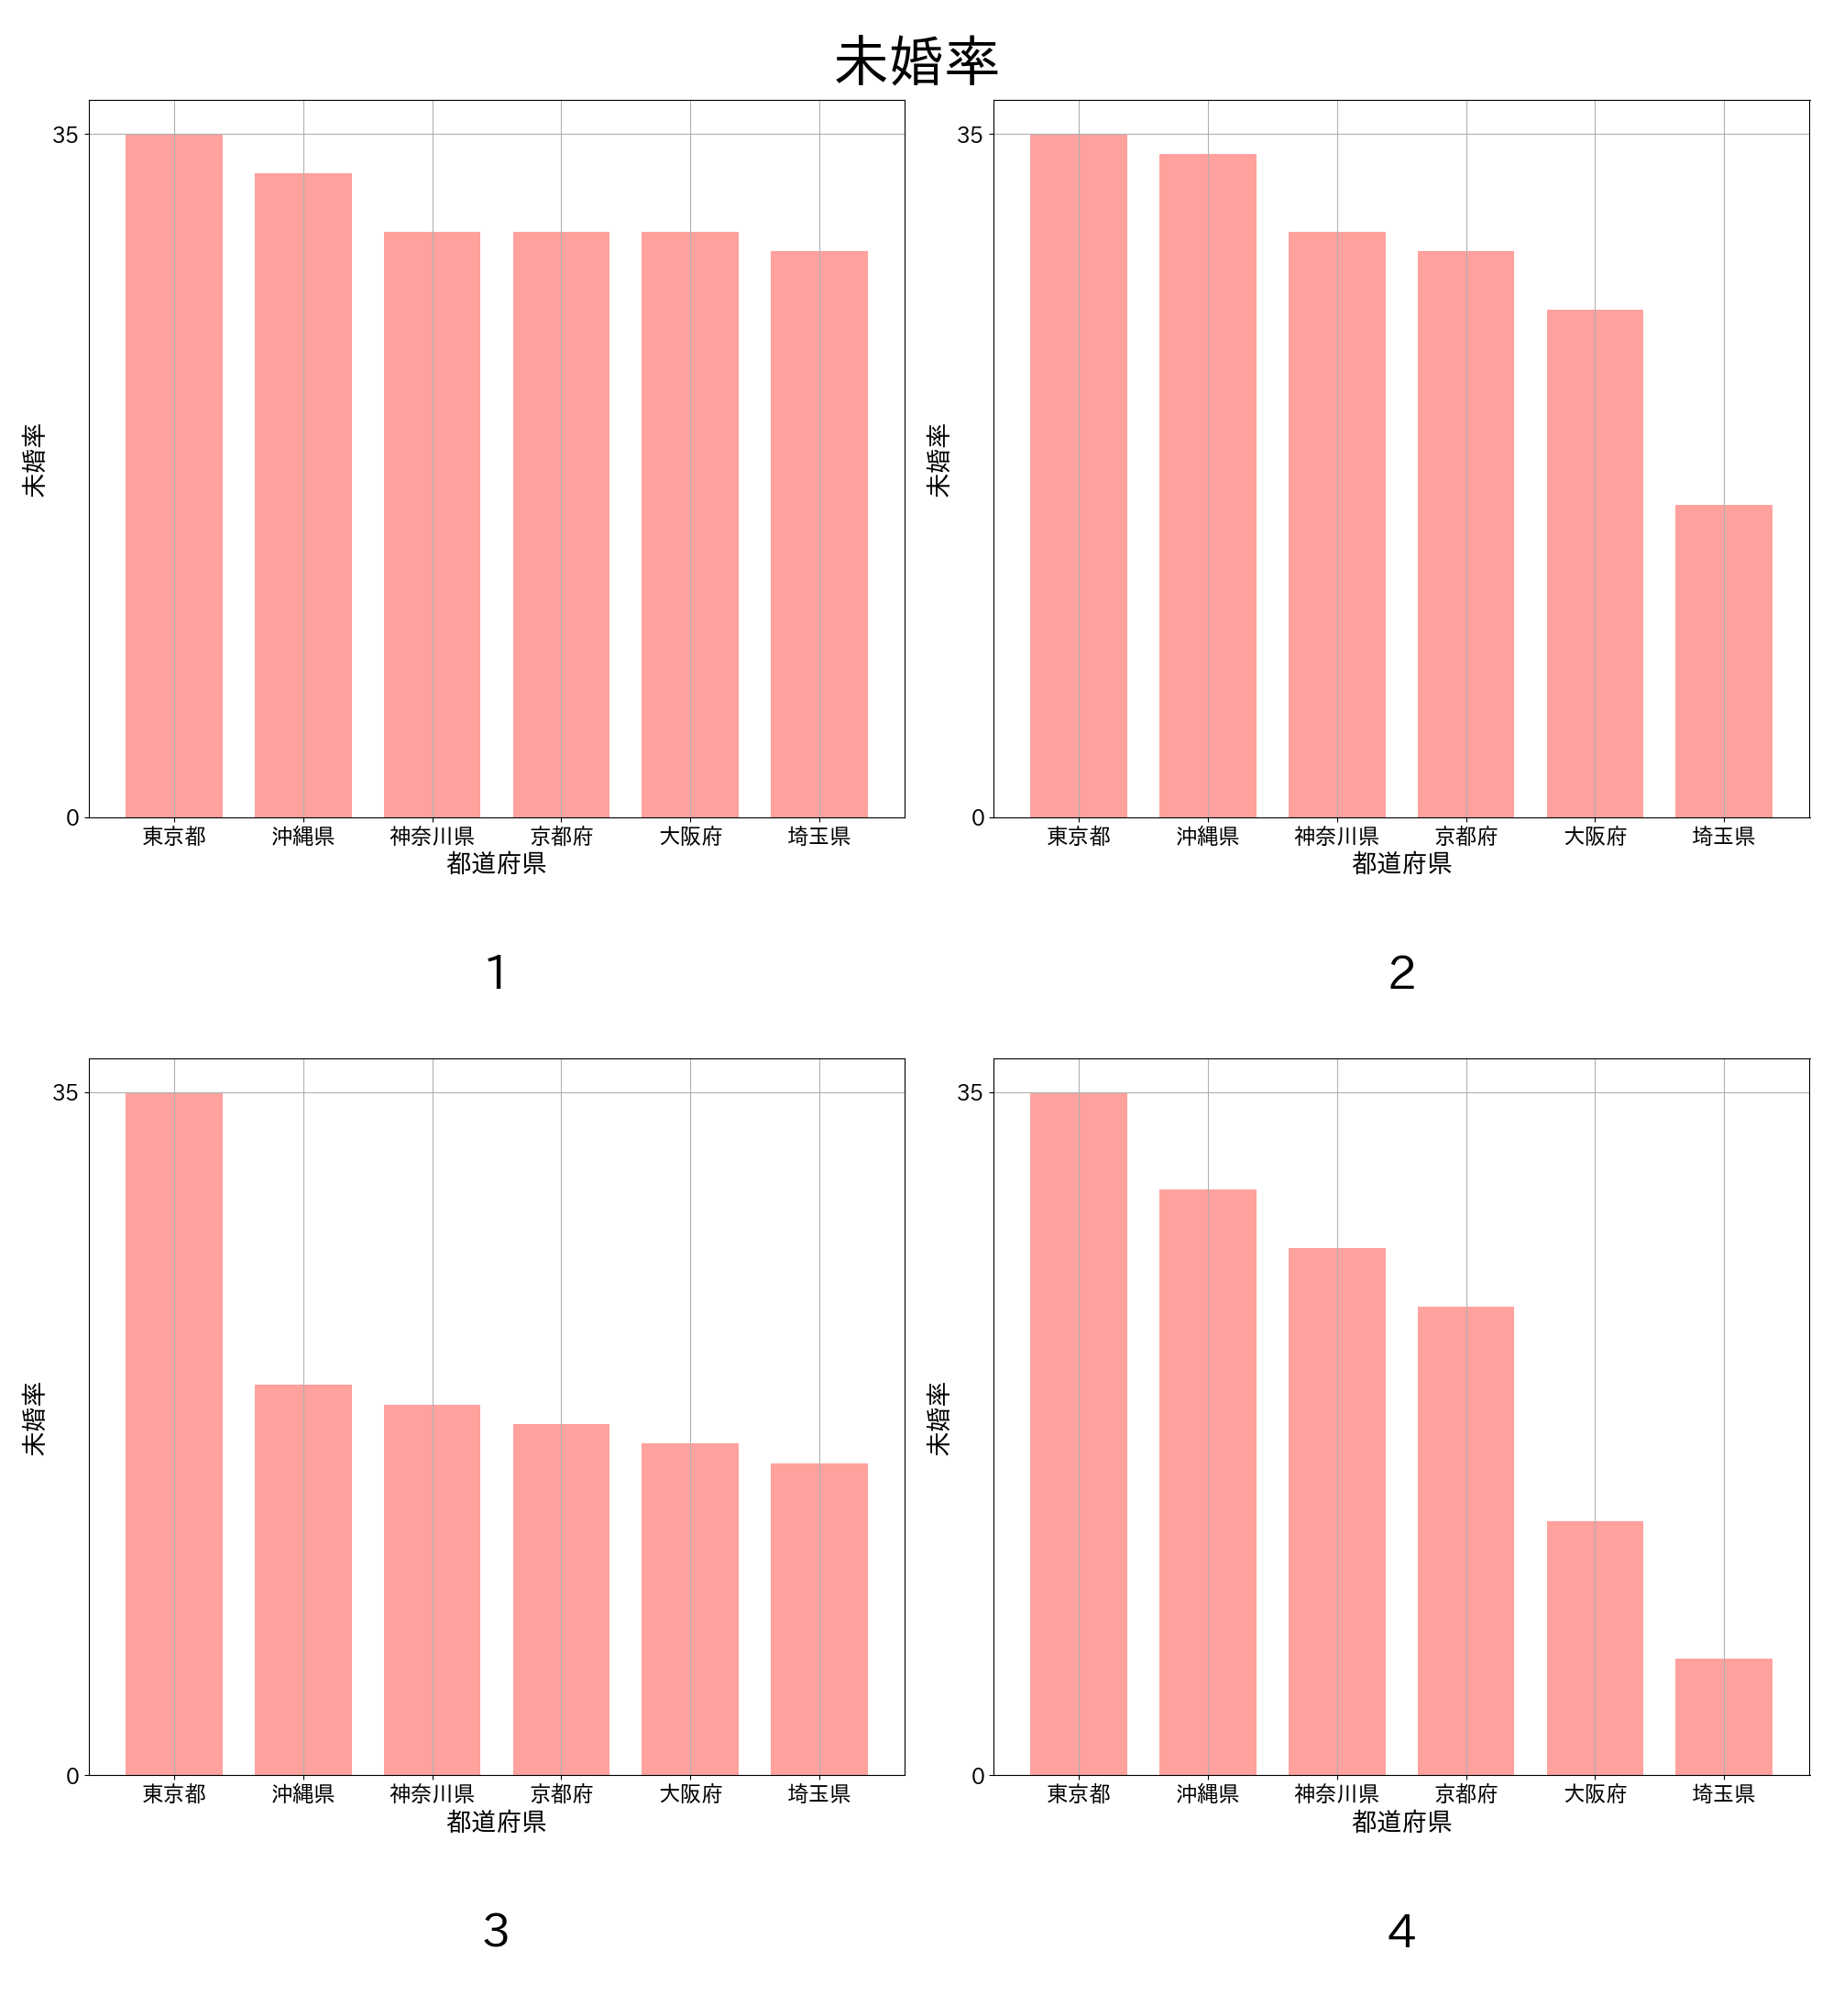 未婚率
35
未婚率
0
東京都 沖縄県 神奈川県 京都府 大阪府 埼玉県
都道府県
1
35
未婚率
0
東京都 沖縄県 神奈川県 京都府 大阪府 埼玉県
都道府県
2
35
未婚率
0
東京都 沖縄県 神奈川県 京都府 大阪府 埼玉県
都道府県
3
35
未婚率
0
東京都 沖縄県 神奈川県 京都府 大阪府 埼玉県
都道府県
4